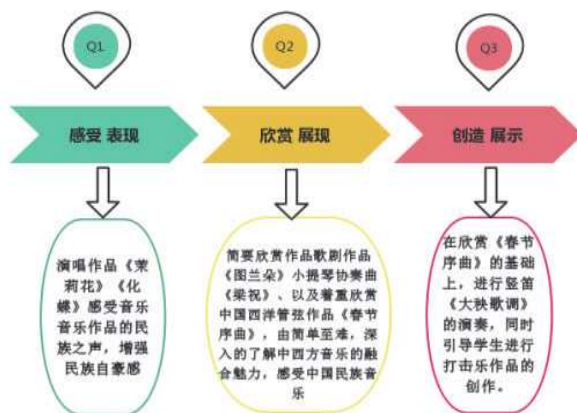 Q1
Q2
Q3
感受 表现
欣赏 展现
创造 展示
演唱作品《茉
莉花》《化
蝶》感受音乐
音乐作品的民
族之声，增强
民族自豪感
简要欣赏作品歌剧作品
《图兰朵》小提琴协奏曲
《梁祝》、以及着重欣赏
中国西洋管弦作品《春节
序曲》，由简单至难，深
入的了解中西方音乐的融
合魅力，感受中国民族音
乐
在欣赏《春节
序曲》的基础
上，进行竖笛
《大秧歌调》
的演奏，同时
引导学生进行
打击乐作品的
创作。